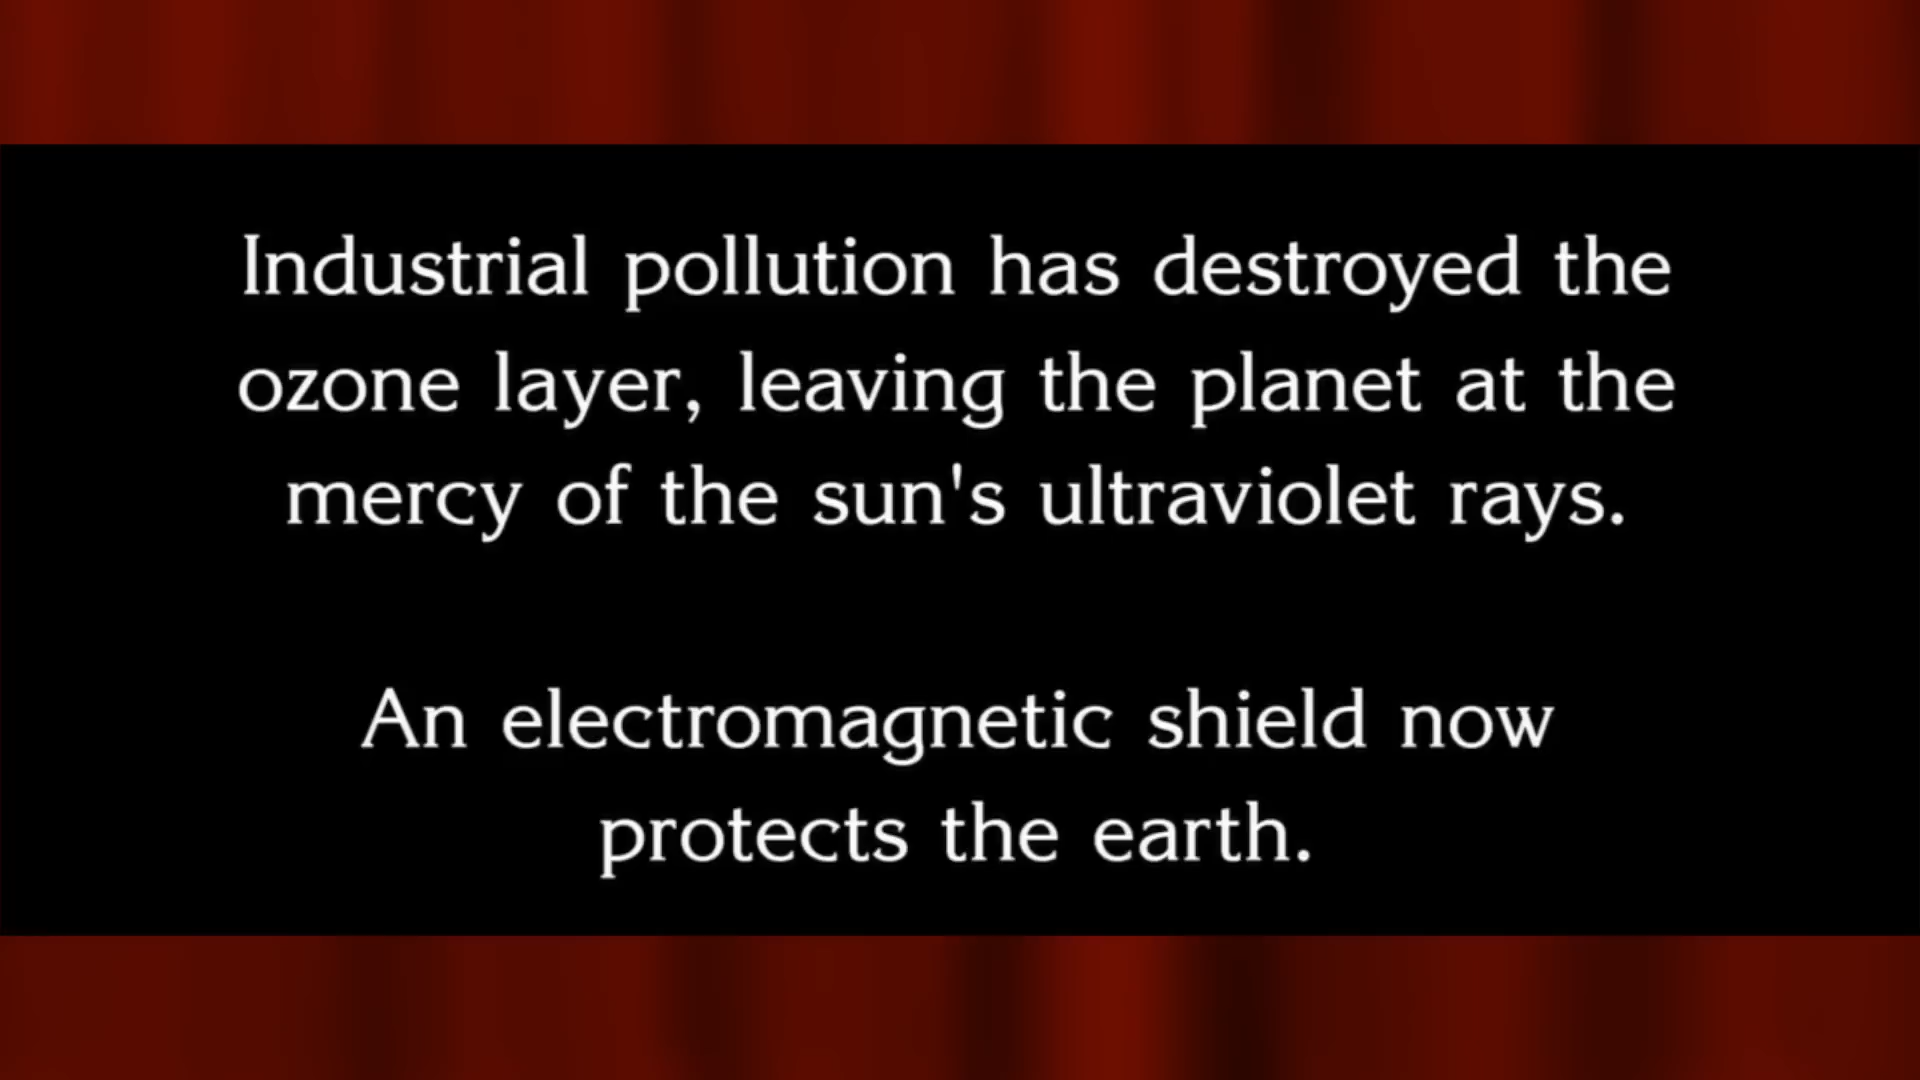 Industrial pollution has destroyed the
ozone layer, leaving the planet at the
mercy of the sun's ultraviolet rays.
An electromagnetic shield now
protects the earth.